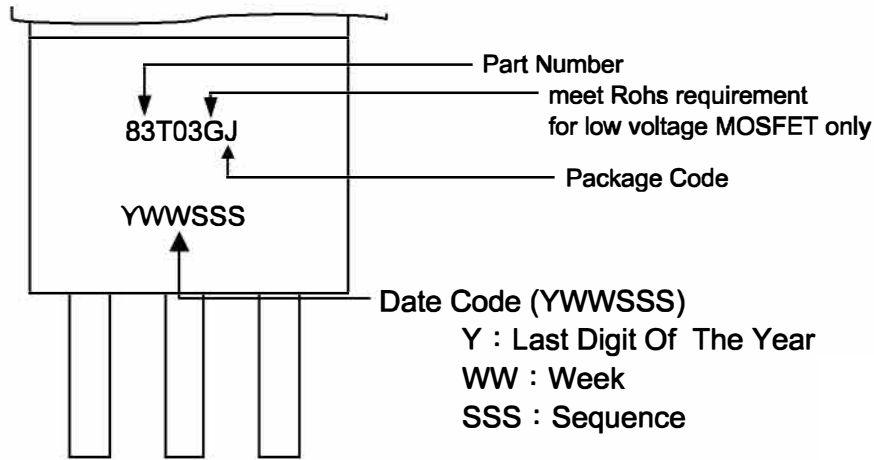 Part Number
meet Rohs requirement
for low voltage MOSFET only
83T03GJ
Package Code
YWWSSS
Date Code (YWWSSS)
Y：Last Digit Of The Year
WW：Week
SSS：Sequence